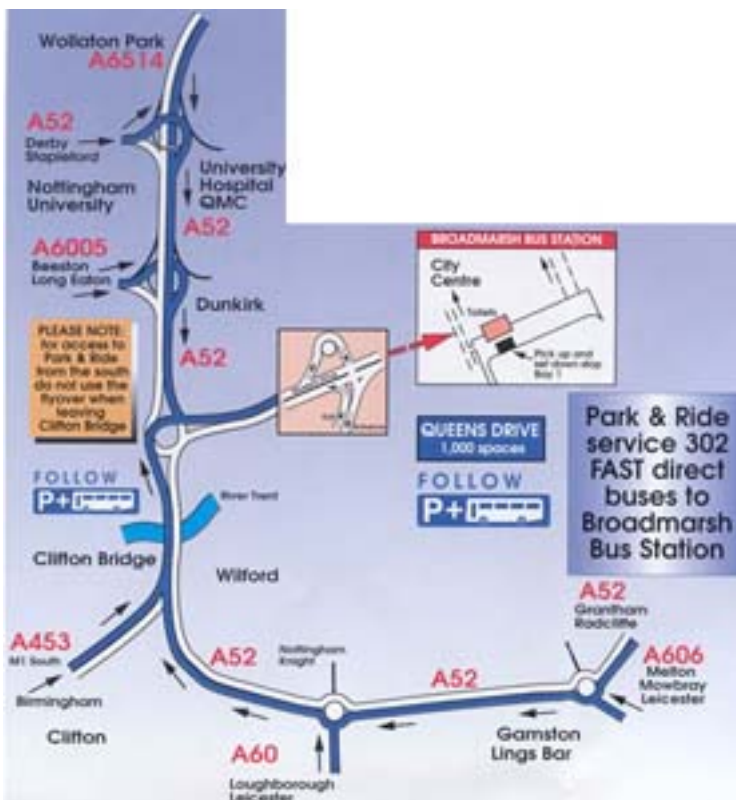 Wollaton Park
A6514
A52
Derby
Stapleford
Nottingham
University
University
Hospital
QMC
A52
A6005
Beeston
Long Eaton
Dunkirk
A52
BROADMARSH BUS STATION
City
Centre
Toilets
Pick up and
set down stop
Bay 1
PLEASE NOTE:
for access to
Park & Ride
from the south
do not use the
flyover when
leaving
Clifton Bridge
FOLLOW
P+
QUEENS DRIVE
1,000 spaces
FOLLOW
P+
Park & Ride
service 302
FAST direct
buses to
Broadmarsh
Bus Station
River Trent
Clifton Bridge
Wilford
A453
M1 South
Birmingham
Clifton
A52
Nottingham
Knight
A60
Loughborough
Leicester
A52
Gamston
Lings Bar
A52
Grantham
Radcliffe
A606
Melton
Mowbray
Leicester